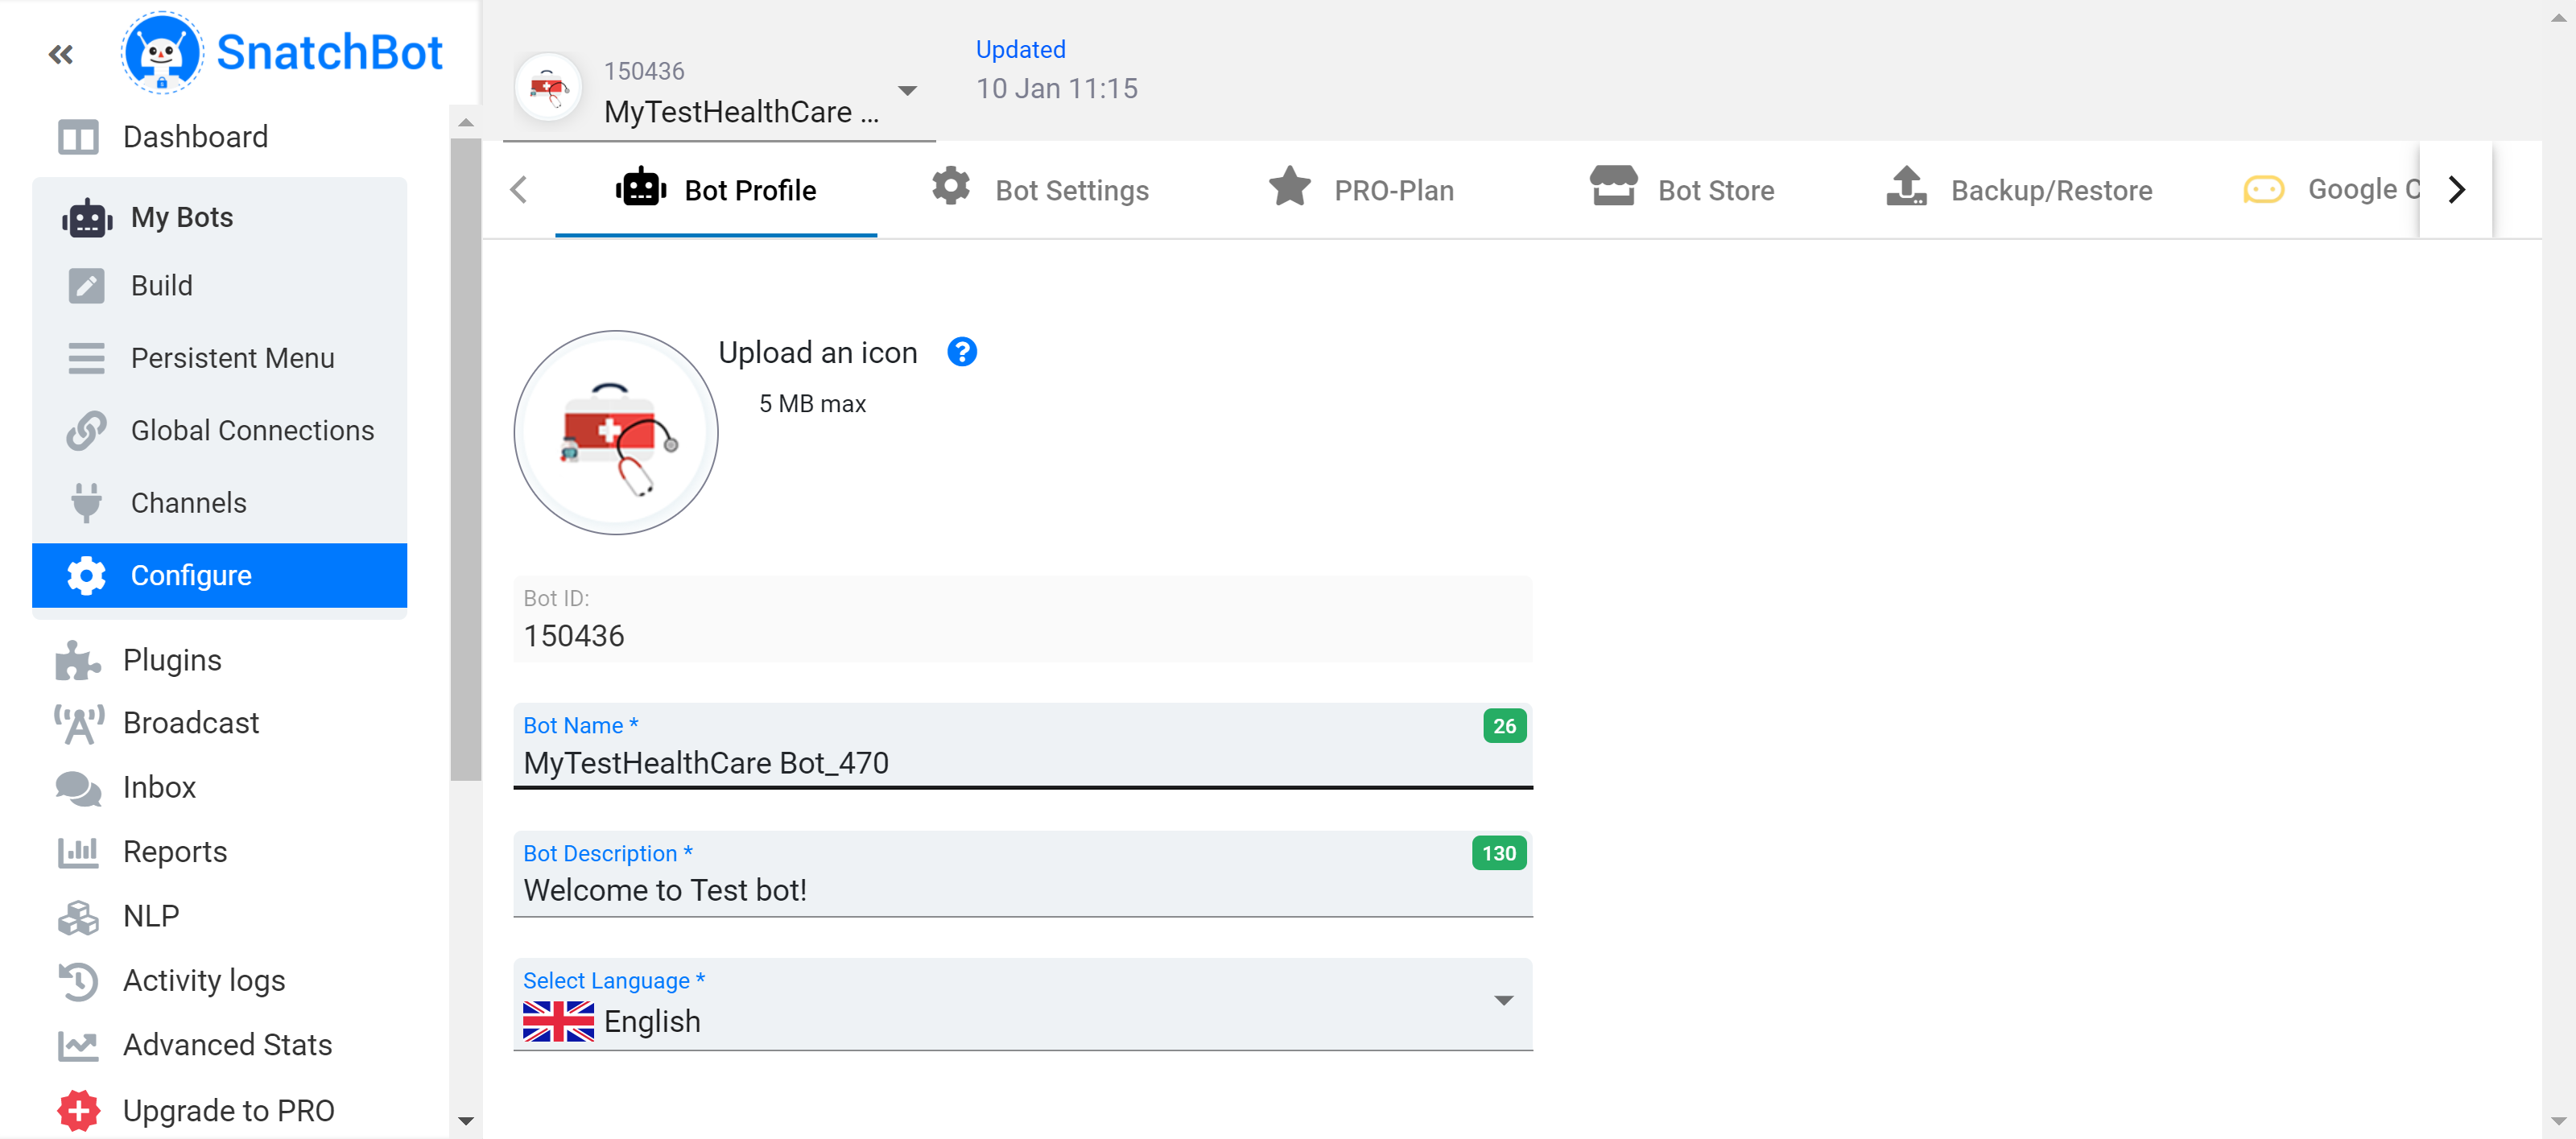 SnatchBot
Dashboard
My Bots
Build
Persistent Menu
Global Connections
Channels
Configure
Plugins
Broadcast
Inbox
Reports
NLP
Activity logs
Advanced Stats
Upgrade to PRO
150436
MyTestHealthCare ...
Updated
10 Jan 11:15
Bot Profile
Bot Settings
PRO-Plan
Bot Store
Backup/Restore
Google C
Upload an icon
5 MB max
Bot ID:
150436
Bot Name *
26
MyTestHealthCare Bot_470
Bot Description *
130
Welcome to Test bot!
Select Language *
English